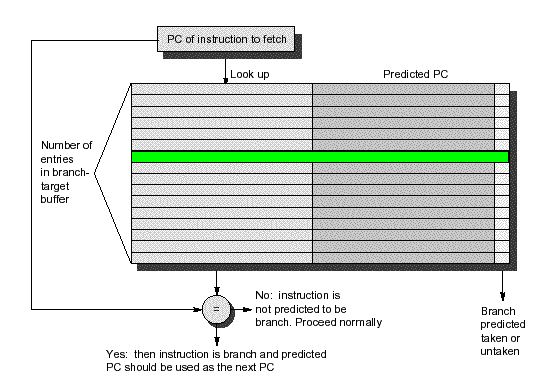 PC of instruction to fetch
Look up
Predicted PC
Number of
entries
in branch-
target
buffer
=
No: instruction is
not predicted to be
branch. Proceed normally
Branch
predicted
taken or
untaken
Yes: then instruction is branch and predicted
PC should be used as the next PC